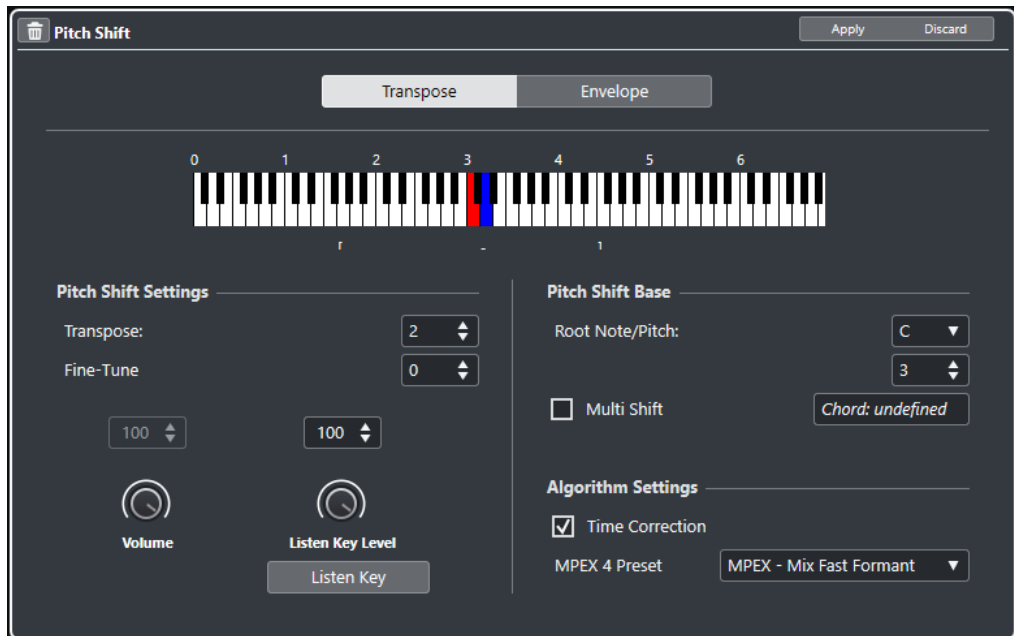 Pitch Shift
Apply
Discard
Transpose
Envelope
0 1 2 3 4 5 6
Pitch Shift Settings
Transpose:
2
Fine-Tune
0
100
100
Volume
Listen Key Level
Listen Key
Pitch Shift Base
Root Note/Pitch:
C
3
Multi Shift
Chord: undefined
Algorithm Settings
Time Correction
MPEX 4 Preset
MPEX - Mix Fast Formant